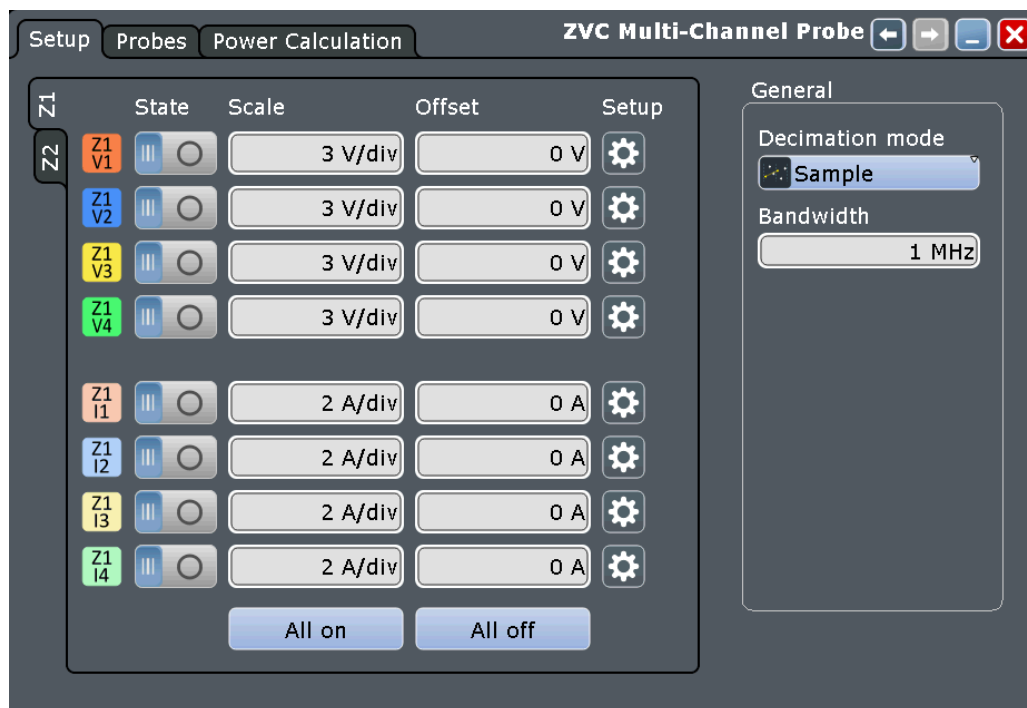 Setup Probes Power Calculation ZVC Multi-Channel Probe
Z1
Z2
State Scale Offset Setup
Z1 V1 3 V/div 0 V
Z1 V2 3 V/div 0 V
Z1 V3 3 V/div 0 V
Z1 V4 3 V/div 0 V
Z1 I1 2 A/div 0 A
Z1 I2 2 A/div 0 A
Z1 I3 2 A/div 0 A
Z1 I4 2 A/div 0 A
All on All off
General
Decimation mode
Sample
Bandwidth
1 MHz